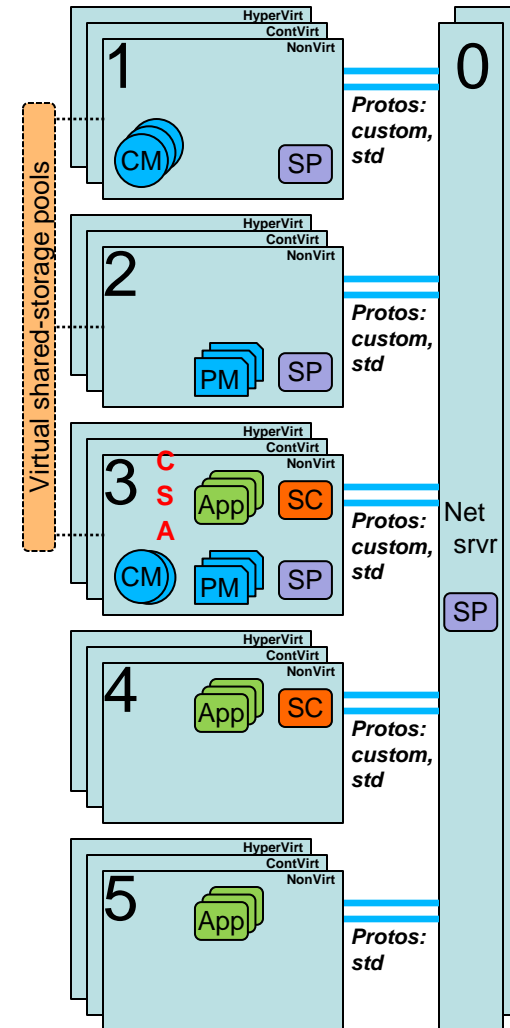 HyperVirt
ContVirt
NonVirt
1
CM
SP
Protos:
custom,
std
0
Virtual shared-storage pools
HyperVirt
ContVirt
NonVirt
2
PM
SP
Protos:
custom,
std
HyperVirt
ContVirt
NonVirt
3
C
S
A
App
SC
CM
PM
SP
Protos:
custom,
std
Net
srvr
SP
HyperVirt
ContVirt
NonVirt
4
App
SC
Protos:
custom,
std
HyperVirt
ContVirt
NonVirt
5
App
Protos:
std